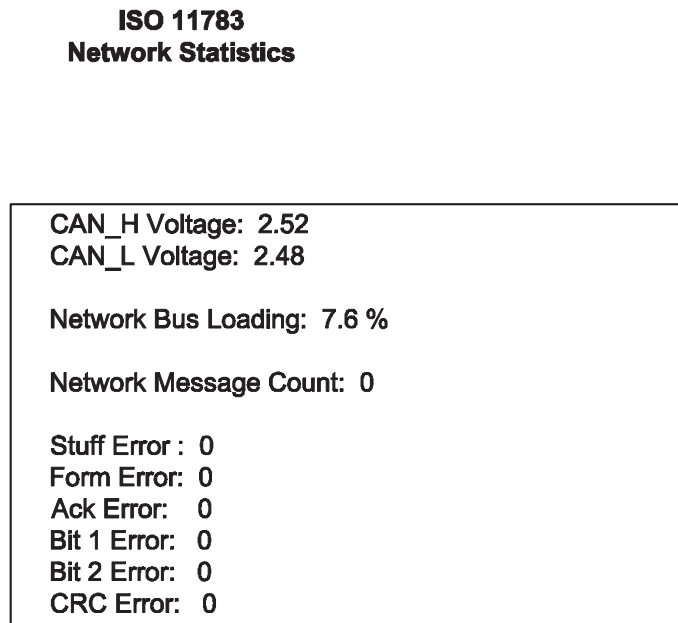 ISO 11783
Network Statistics
CAN_H Voltage: 2.52
CAN_L Voltage: 2.48
Network Bus Loading: 7.6 %
Network Message Count: 0
Stuff Error : 0
Form Error: 0
Ack Error: 0
Bit 1 Error: 0
Bit 2 Error: 0
CRC Error: 0